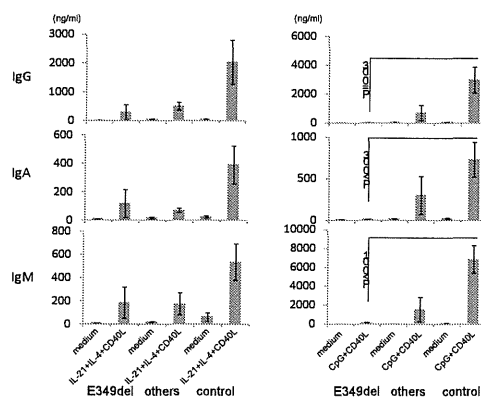 (ng/ml)
(ng/ml)
3000
2000
1000
0
IgG
6000
4000
2000
0
600
400
200
0
IgA
1000
500
0
800
600
400
200
0
IgM
10000
8000
6000
4000
2000
0
medium
IL-21+IL-4+CD40L
medium
IL-21+IL-4+CD40L
medium
IL-21+IL-4+CD40L
medium
CpG+CD40L
medium
CpG+CD40L
medium
CpG+CD40L
E349del others control
E349del others control